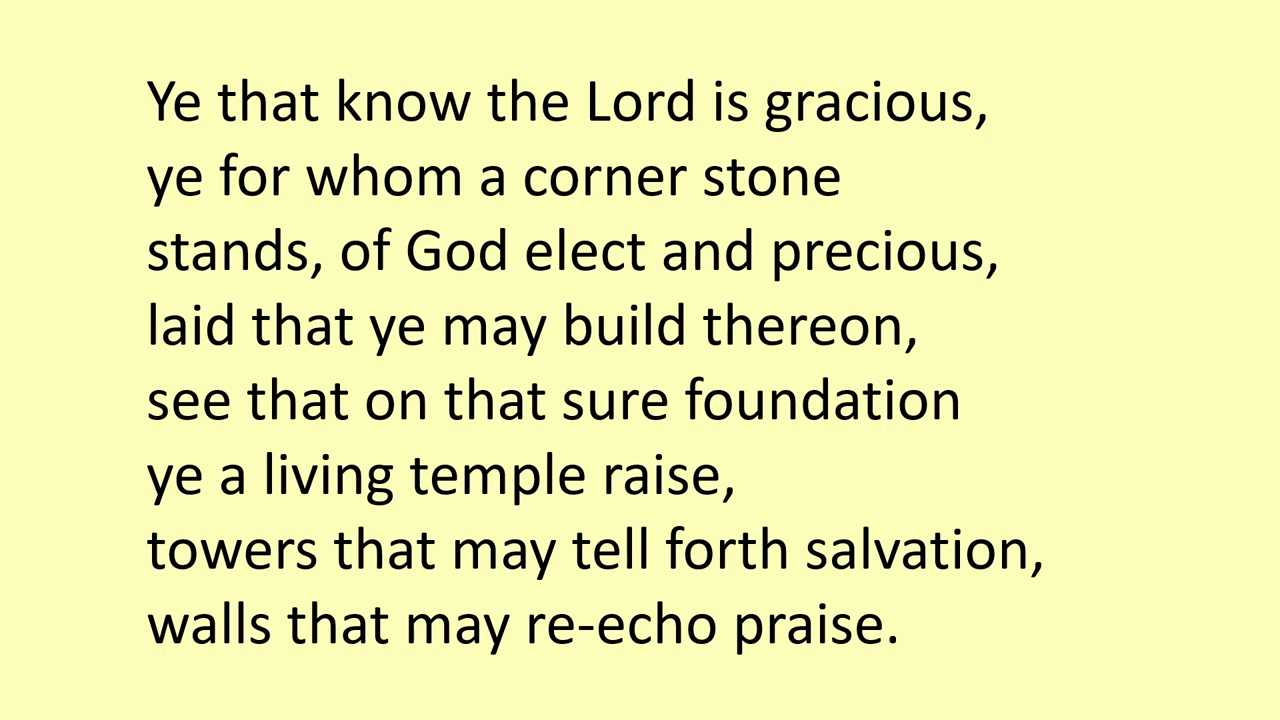 Ye that know the Lord is gracious,
ye for whom a corner stone
stands, of God elect and precious,
laid that ye may build thereon,
see that on that sure foundation
ye a living temple raise,
towers that may tell forth salvation,
walls that may re-echo praise.